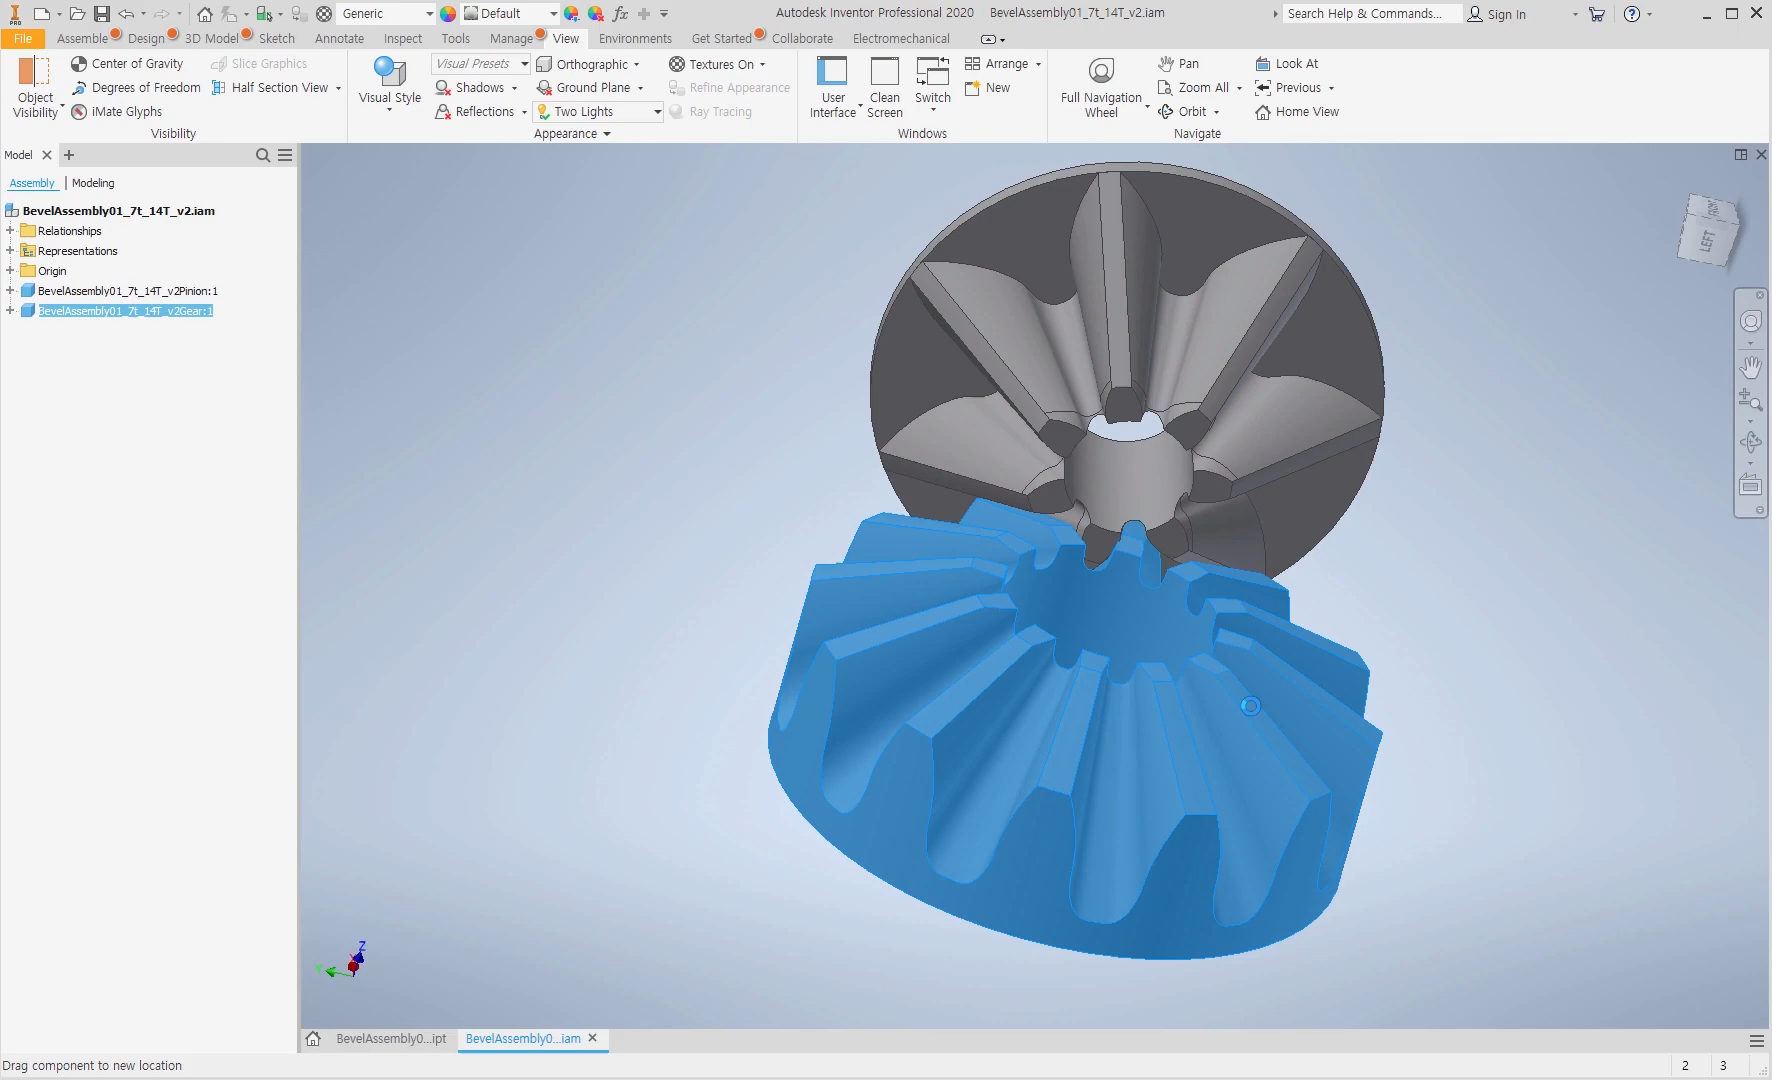 PRO
Generic
Default
fx
Autodesk Inventor Professional 2020 BevelAssembly01_7t_14T_v2.iam
Search Help & Commands...
Sign In
File
Assemble
Design
3D Model
Sketch
Annotate
Inspect
Tools
Manage
View
Environments
Get Started
Collaborate
Electromechanical
Object
Visibility
Center of Gravity
Degrees of Freedom
iMate Glyphs
Slice Graphics
Half Section View
Visibility
Visual Style
Visual Presets
Shadows
Reflections
Orthographic
Ground Plane
Two Lights
Textures On
Refine Appearance
Ray Tracing
Appearance
User
Interface
Clean
Screen
Switch
Arrange
New
Windows
Full Navigation
Wheel
Pan
Zoom All
Orbit
Look At
Previous
Home View
Navigate
Model
Assembly | Modeling
BevelAssembly01_7t_14T_v2.iam
Relationships
Representations
Origin
BevelAssembly01_7t_14T_v2Pinion:1
BevelAssembly01_7t_14T_v2Gear:1
FRONT
LEFT
Z
Y
BevelAssembly0...ipt
BevelAssembly0...iam
Drag component to new location
2
3